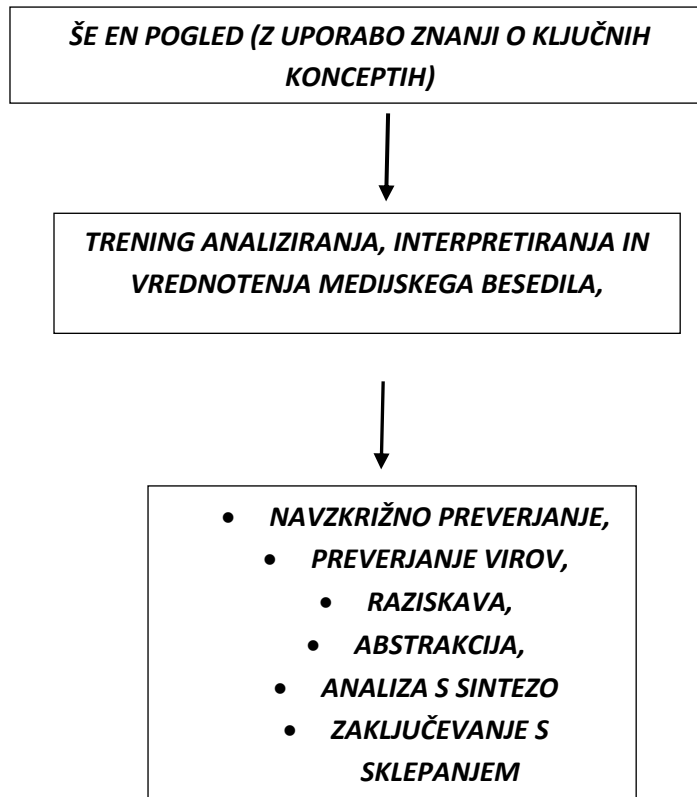 ŠE EN POGLED (Z UPORABO ZNANJI O KLJUČNIH
KONCEPTIH)
TRENING ANALIZIRANJA, INTERPRETIRANJA IN
VREDNOTENJA MEDIJSKEGA BESEDILA,
• NAVZKRIŽNO PREVERJANJE,
• PREVERJANJE VIROV,
• RAZISKAVA,
• ABSTRAKCIJA,
• ANALIZA S SINTEZO
• ZAKLJUČEVANJE S
SKLEPANJEM